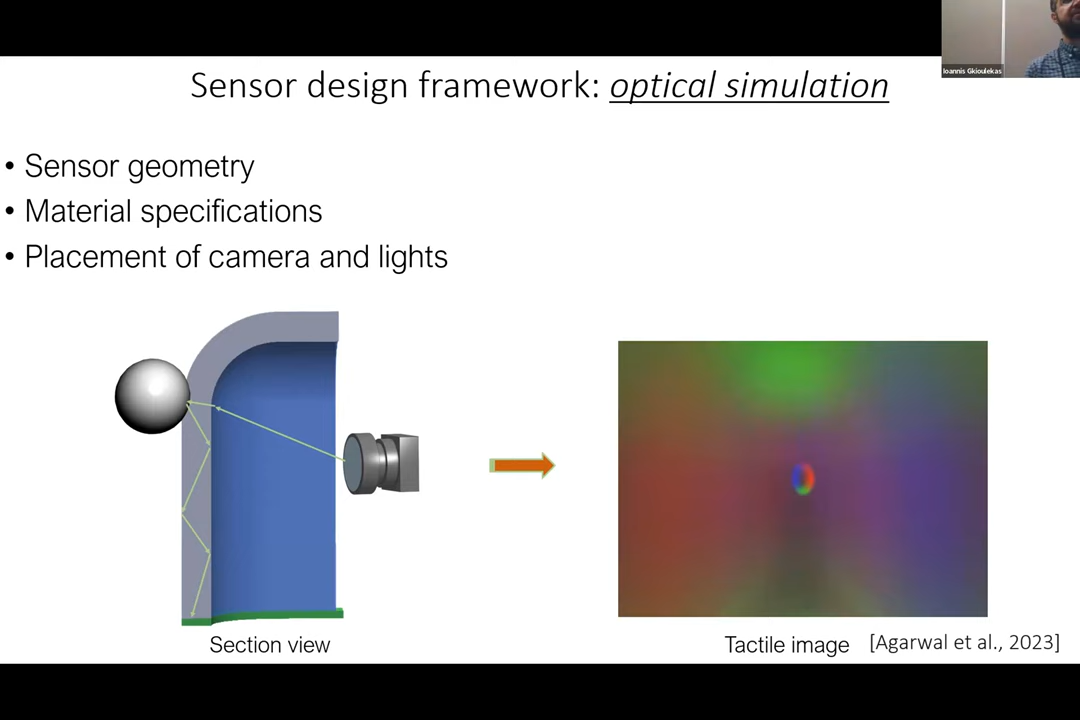 Ioannis Gkioulekas
Sensor design framework: optical simulation
• Sensor geometry
• Material specifications
• Placement of camera and lights
Section view
Tactile image
[Agarwal et al., 2023]